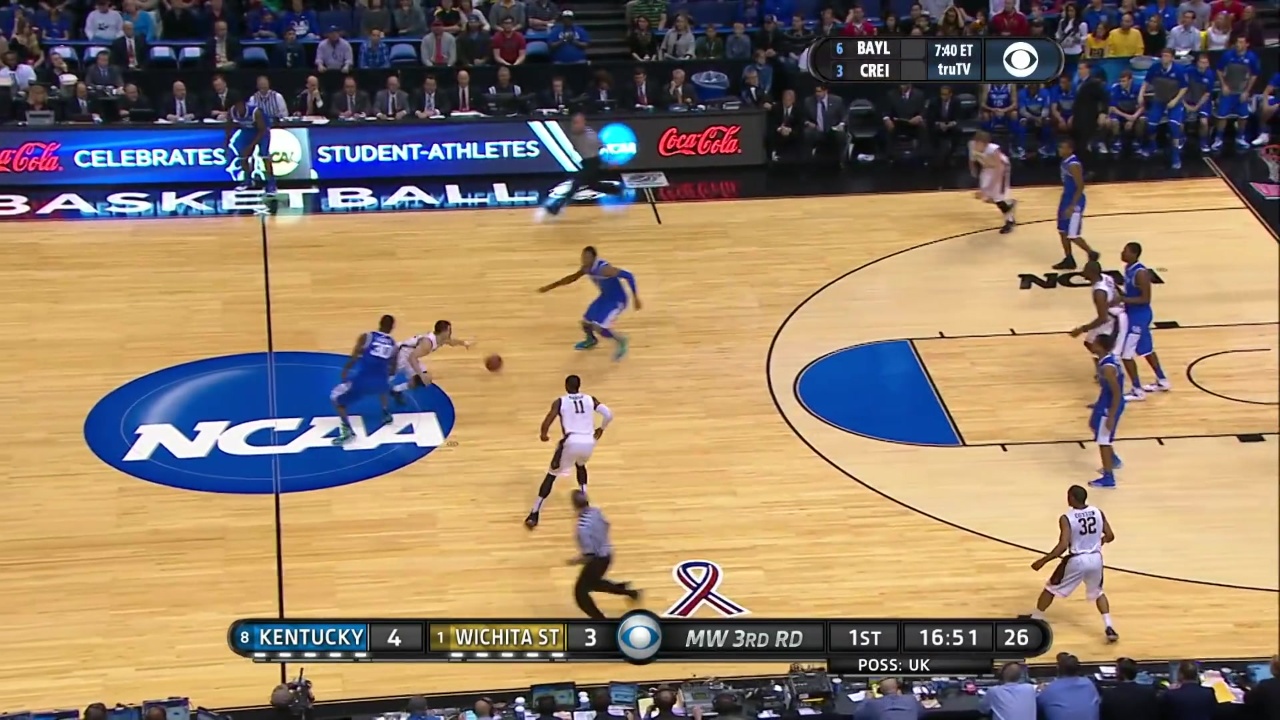 6 BAYL 7:40 ET
3 CREI truTV
Coca-Cola CELEBRATES NCAA STUDENT-ATHLETES Coca-Cola
BASKETBALL
NCAA
30
11
NCAA
32
8 KENTUCKY 4 1 WICHITA ST 3 MW 3RD RD 1ST 16:51 26
POSS: UK